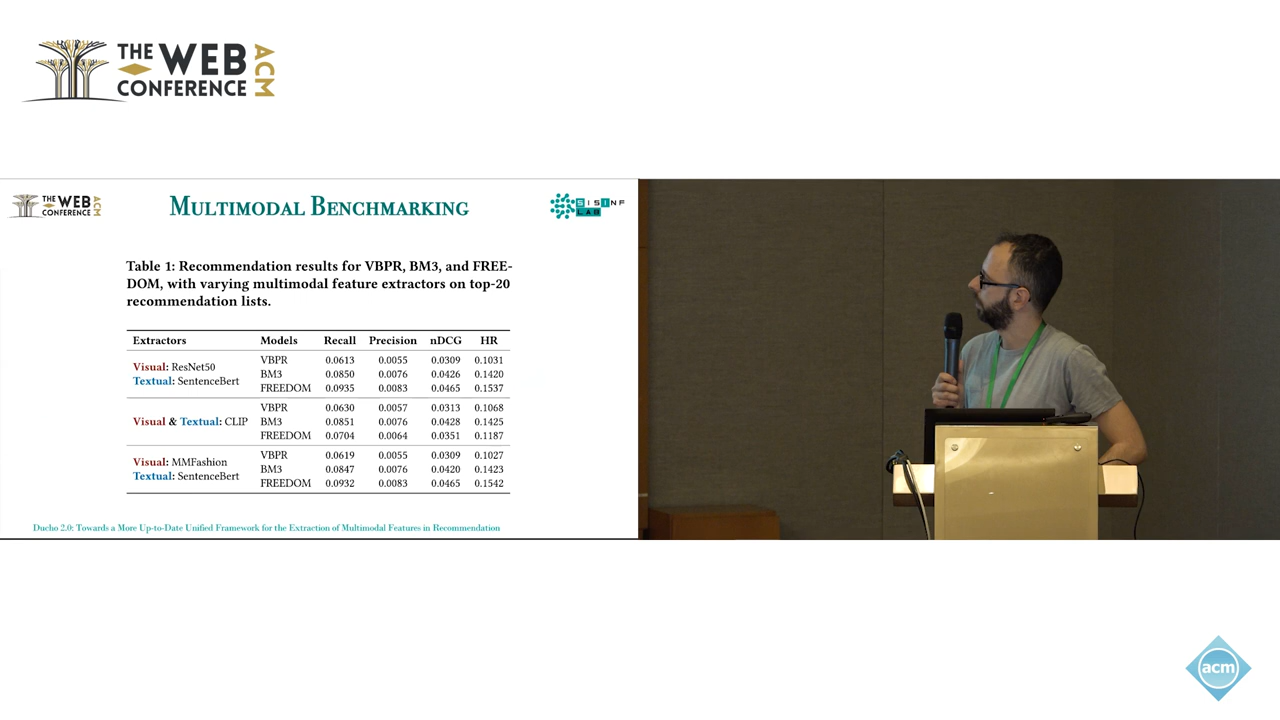 THE WEB CONFERENCE ACM
THE WEB CONFERENCE ACM
MULTIMODAL BENCHMARKING
SISINF LAB
Table 1: Recommendation results for VBPR, BM3, and FREE-
DOM, with varying multimodal feature extractors on top-20
recommendation lists.
Extractors Models Recall Precision nDCG HR
Visual: ResNet50
Textual: SentenceBert
VBPR 0.0613 0.0055 0.0309 0.1031
BM3 0.0850 0.0076 0.0426 0.1420
FREEDOM 0.0935 0.0083 0.0465 0.1537
Visual & Textual: CLIP
VBPR 0.0630 0.0057 0.0313 0.1068
BM3 0.0851 0.0076 0.0428 0.1425
FREEDOM 0.0704 0.0064 0.0351 0.1187
Visual: MMFashion
Textual: SentenceBert
VBPR 0.0619 0.0055 0.0309 0.1027
BM3 0.0847 0.0076 0.0420 0.1423
FREEDOM 0.0932 0.0083 0.0465 0.1542
Ducho 2.0: Towards a More Up-to-Date Unified Framework for the Extraction of Multimodal Features in Recommendation
acm